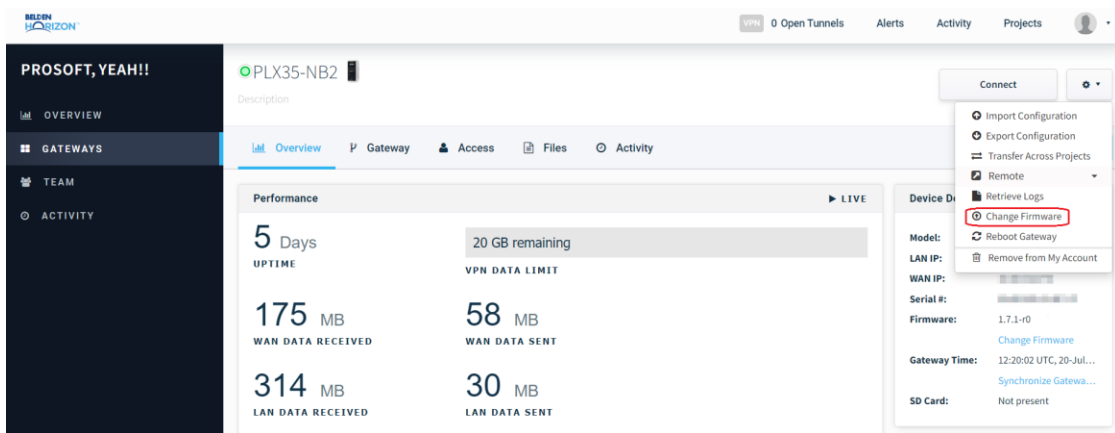 BELDEN
HORIZON
VPN 0 Open Tunnels Alerts Activity Projects
PROSOFT, YEAH!!
OVERVIEW
GATEWAYS
TEAM
ACTIVITY
PLX35-NB2
Description
Connect
Import Configuration
Export Configuration
Transfer Across Projects
Remote
Retrieve Logs
Change Firmware
Reboot Gateway
Remove from My Account
Overview Gateway Access Files Activity
Performance LIVE
5 Days
UPTIME
20 GB remaining
VPN DATA LIMIT
175 MB
WAN DATA RECEIVED
58 MB
WAN DATA SENT
314 MB
LAN DATA RECEIVED
30 MB
LAN DATA SENT
Device De
Model:
LAN IP:
WAN IP:
Serial #:
Firmware: 1.7.1-r0
Change Firmware
Gateway Time: 12:20:02 UTC, 20-Jul...
Synchronize Gatewa...
SD Card: Not present